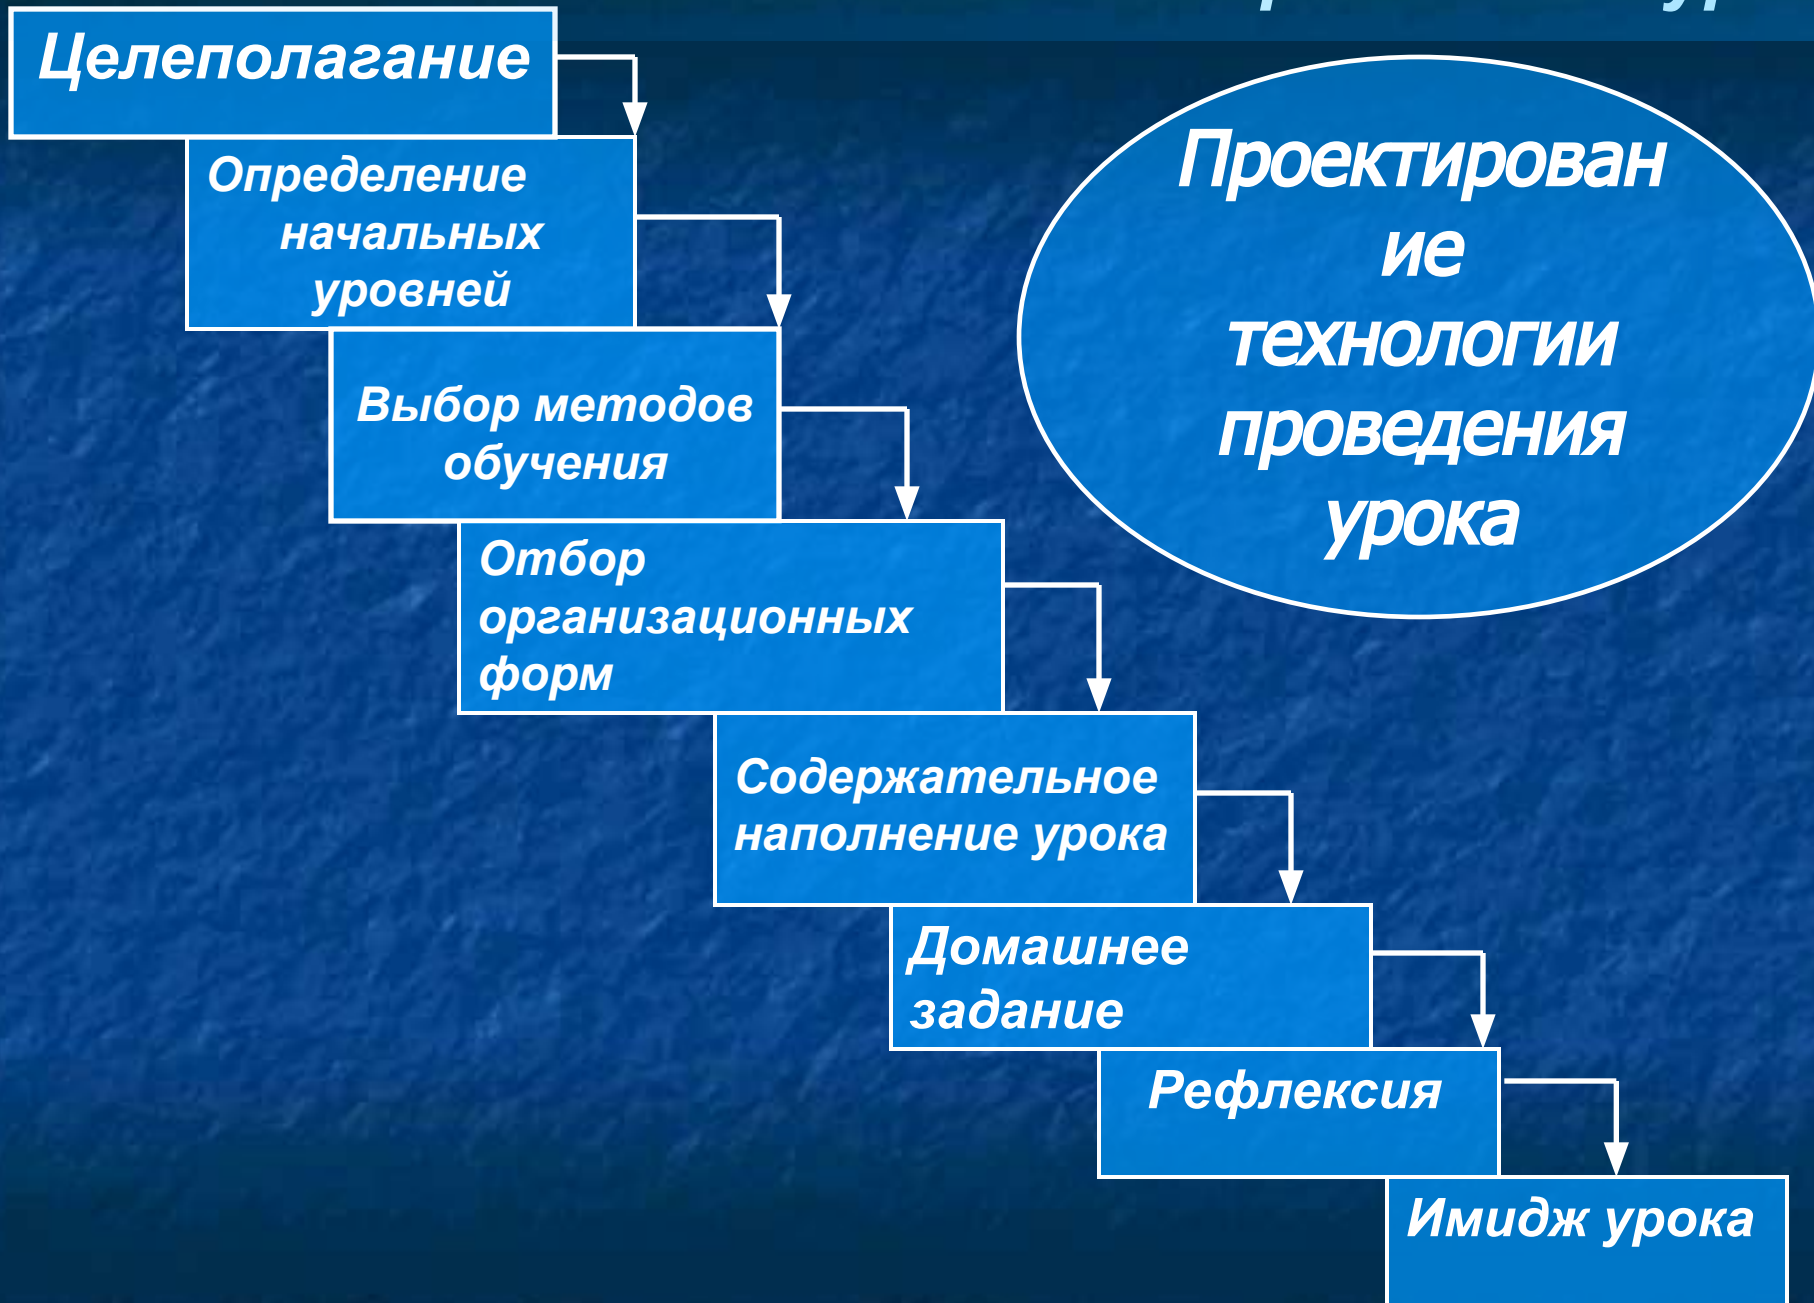 Целеполагание
Определение
начальных
уровней
Выбор методов
обучения
Отбор
организационных
форм
Содержательное
наполнение урока
Домашнее
задание
Рефлексия
Имидж урока
Проектирован
ие
технологии
проведения
урока